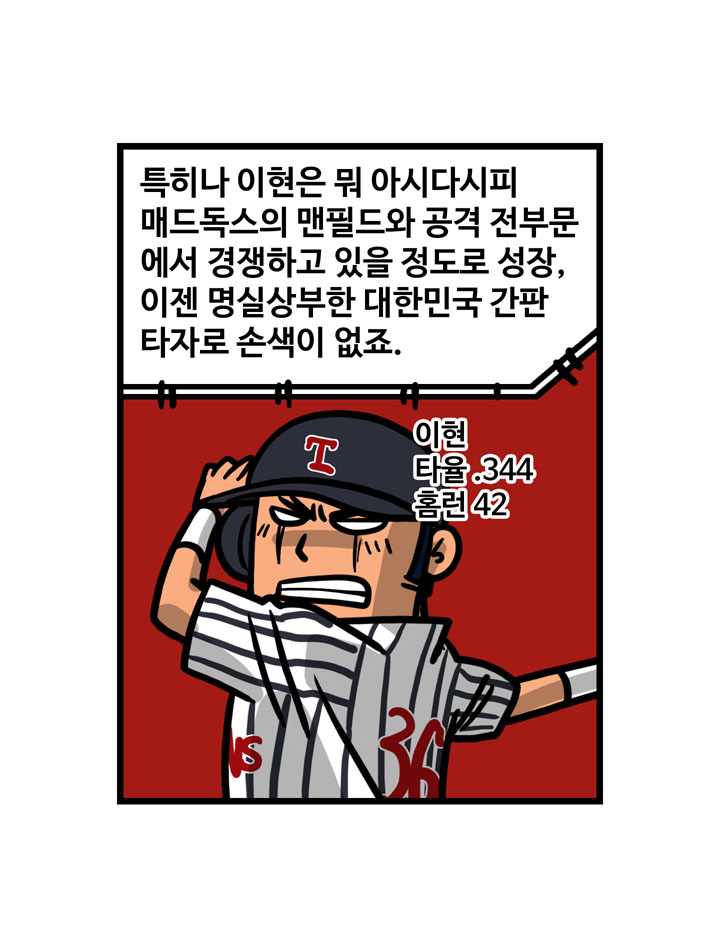 특히나 이현은 뭐 아시다시피
매드독스의 맨필드와 공격 전부문
에서 경쟁하고 있을 정도로 성장,
이젠 명실상부한 대한민국 간판
타자로 손색이 없죠.
이현
타율 .344
홈런 42
T
NS
36